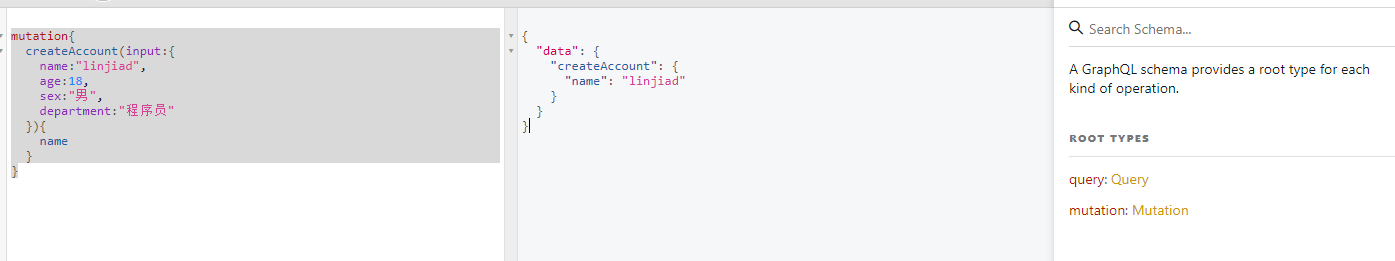 mutation{
createAccount(input:{
name:"linjiad",
age:18,
sex:"男",
department:"程序员"
}){
name
}
}
{
"data": {
"createAccount": {
"name": "linjiad"
}
}
}
Search Schema...
A GraphQL schema provides a root type for each
kind of operation.
ROOT TYPES
query: Query
mutation: Mutation